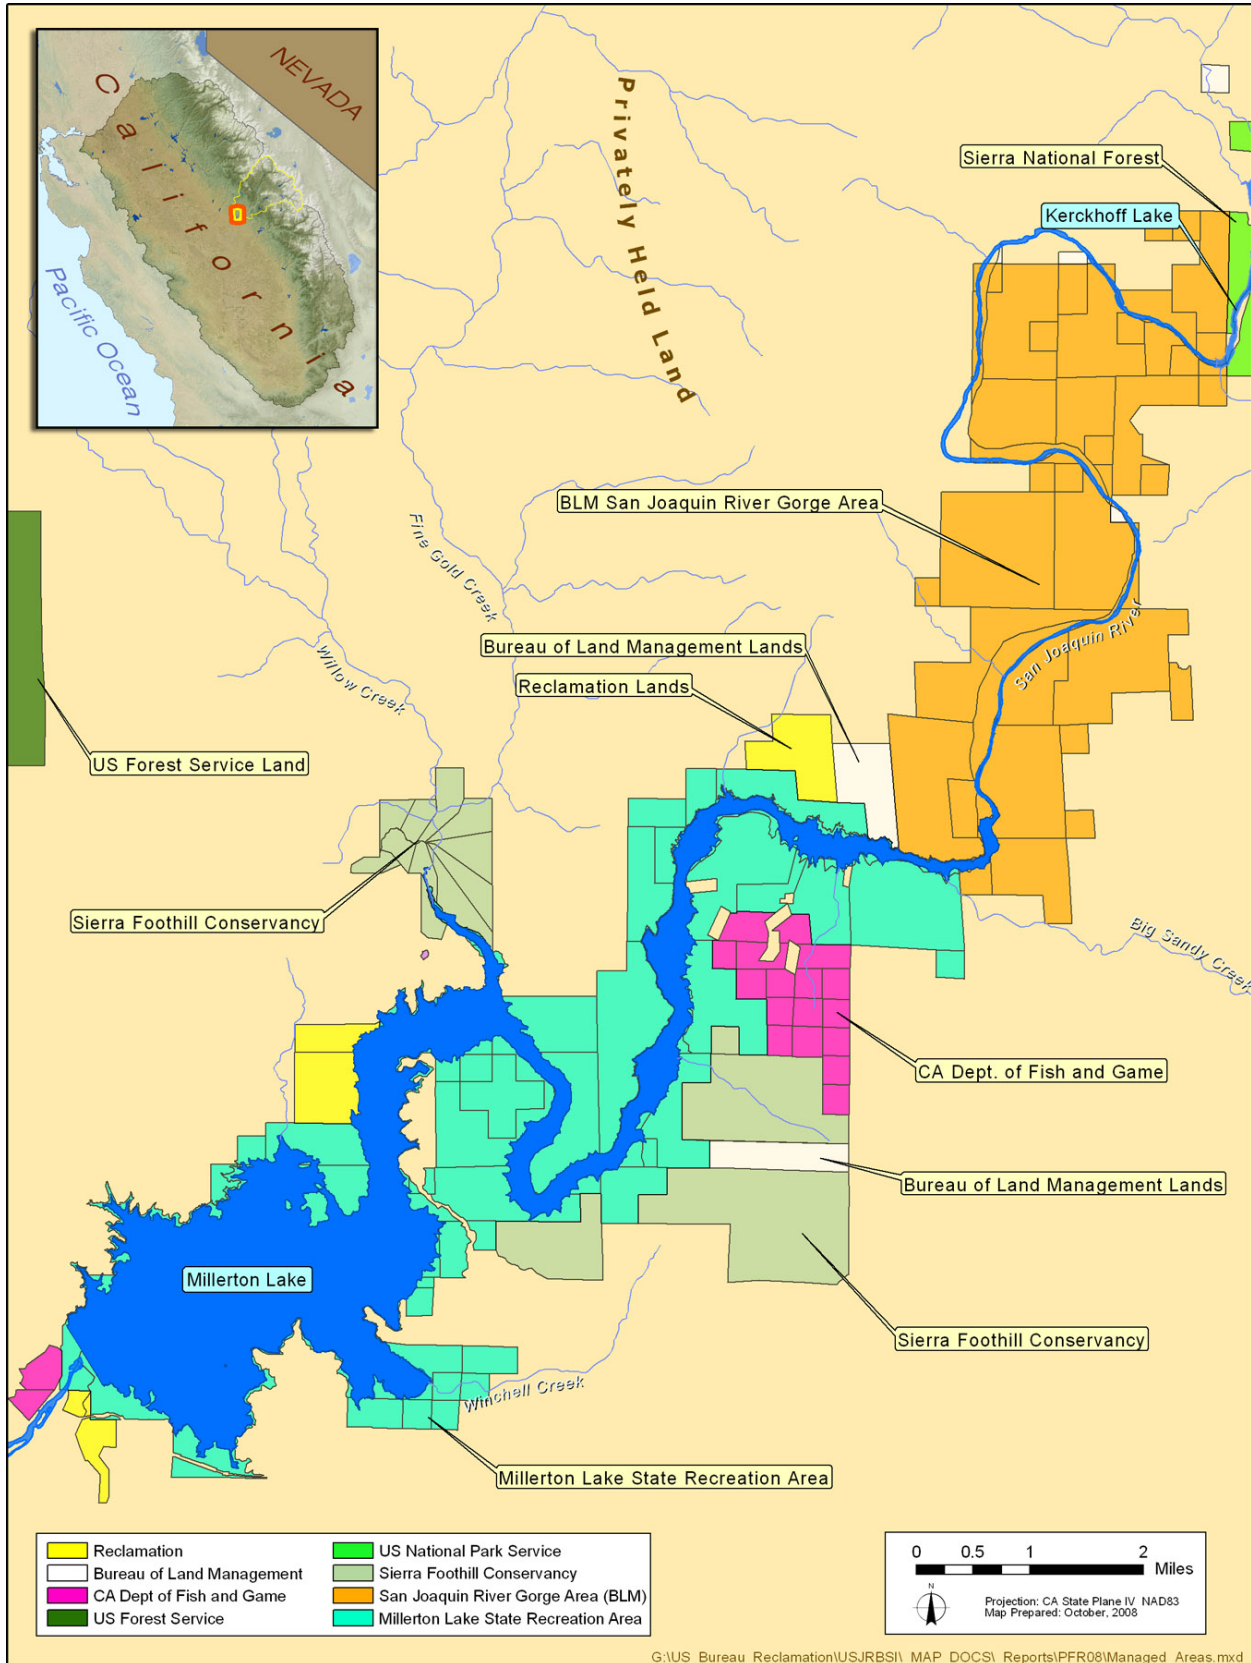 NEVADA
California
Pacific Ocean
Privately Held Land
Sierra National Forest
Kerckhoff Lake
BLM San Joaquin River Gorge Area
Fine Gold Creek
San Joaquin River
Bureau of Land Management Lands
Reclamation Lands
Willow Creek
US Forest Service Land
Sierra Foothill Conservancy
Big Sandy Creek
CA Dept. of Fish and Game
Bureau of Land Management Lands
Millerton Lake
Sierra Foothill Conservancy
Winchell Creek
Millerton Lake State Recreation Area
Reclamation
Bureau of Land Management
CA Dept of Fish and Game
US Forest Service
US National Park Service
Sierra Foothill Conservancy
San Joaquin River Gorge Area (BLM)
Millerton Lake State Recreation Area
0 0.5 1 2
Miles
N
Projection: CA State Plane IV NAD83
Map Prepared: October, 2008
G:\US Bureau Reclamation\USJRBSI\ MAP DOCS\ Reports\PFR08\Managed Areas.mxd